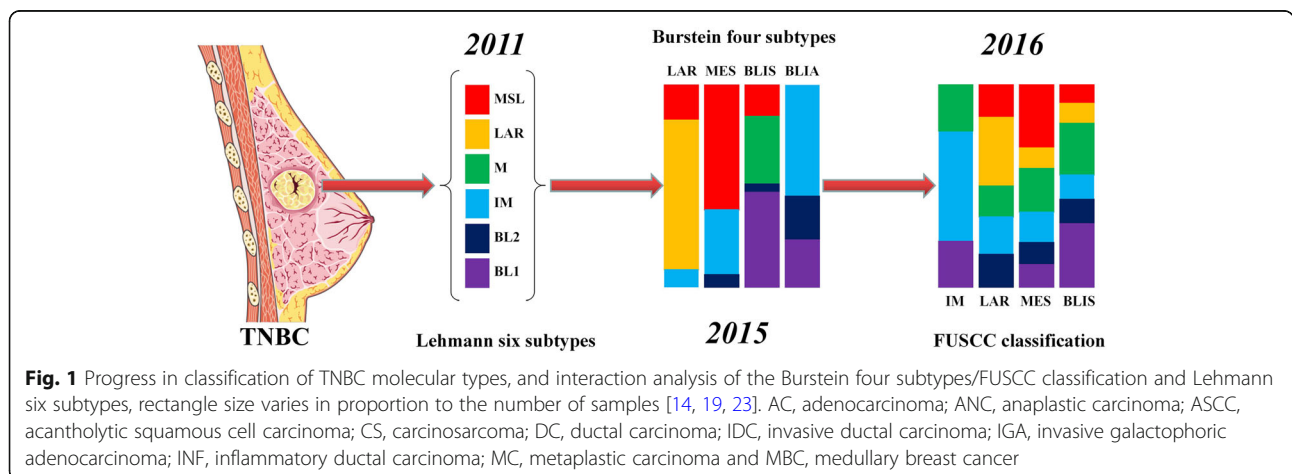 2011
Burstein four subtypes
2016
LAR MES BLIS BLIA
MSL
LAR
M
IM
BL2
BL1
IM LAR MES BLIS
TNBC
Lehmann six subtypes
2015
FUSCC classification
Fig. 1 Progress in classification of TNBC molecular types, and interaction analysis of the Burstein four subtypes/FUSCC classification and Lehmann
six subtypes, rectangle size varies in proportion to the number of samples [14, 19, 23]. AC, adenocarcinoma; ANC, anaplastic carcinoma; ASCC,
acantholytic squamous cell carcinoma; CS, carcinosarcoma; DC, ductal carcinoma; IDC, invasive ductal carcinoma; IGA, invasive galactophoric
adenocarcinoma; INF, inflammatory ductal carcinoma; MC, metaplastic carcinoma and MBC, medullary breast cancer